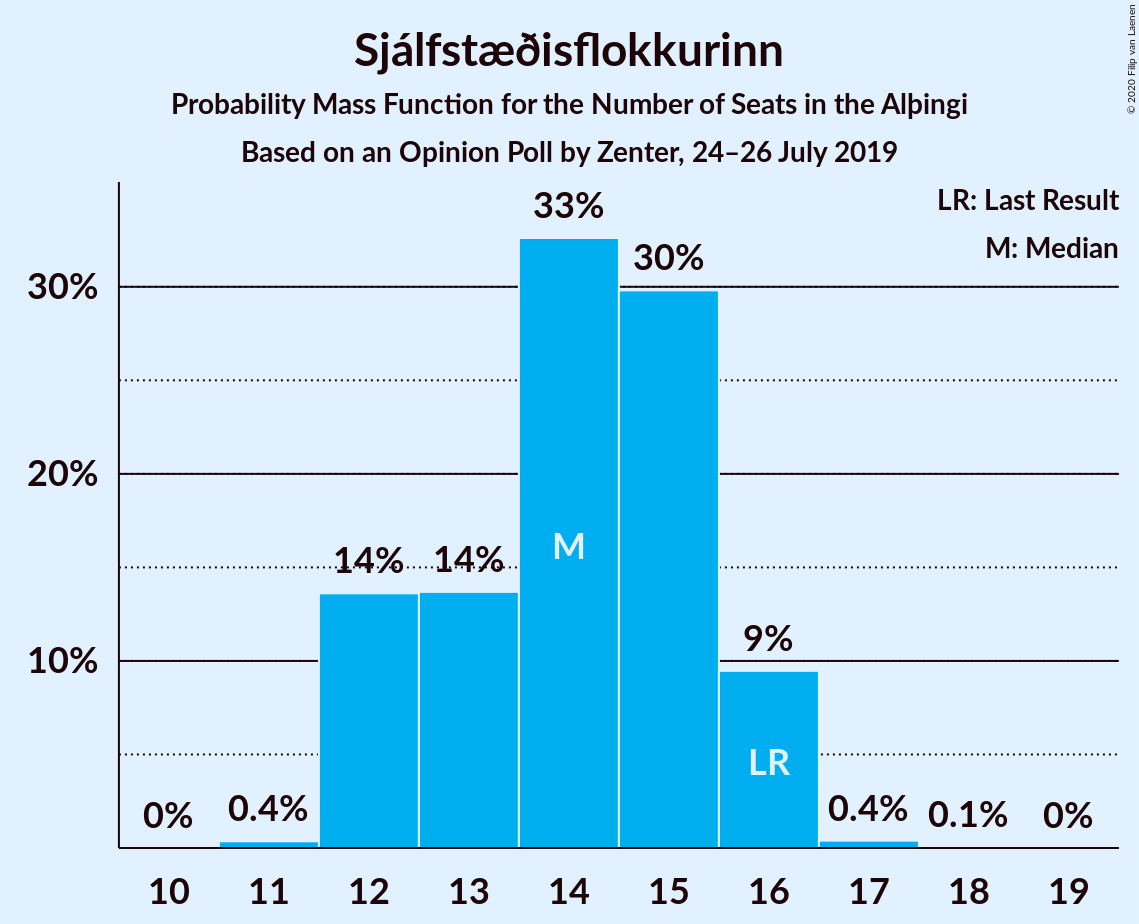 Sjálfstæðisflokkurinn
Probability Mass Function for the Number of Seats in the Alþingi
Based on an Opinion Poll by Zenter, 24–26 July 2019
© 2020 Filip van Laenen
LR: Last Result
M: Median
33%
30%
30%
20%
14%
14%
M
10%
9%
LR
0%
0.4%
0.4%
0.1%
0%
10 11 12 13 14 15 16 17 18 19